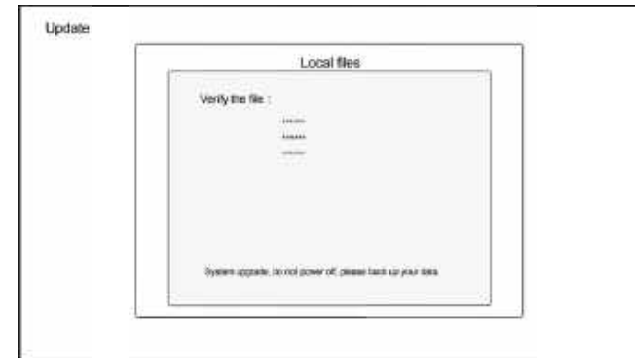 Update
Local files
Verify the file :
******
******
******
System upgrade, do not power off, please back up your data